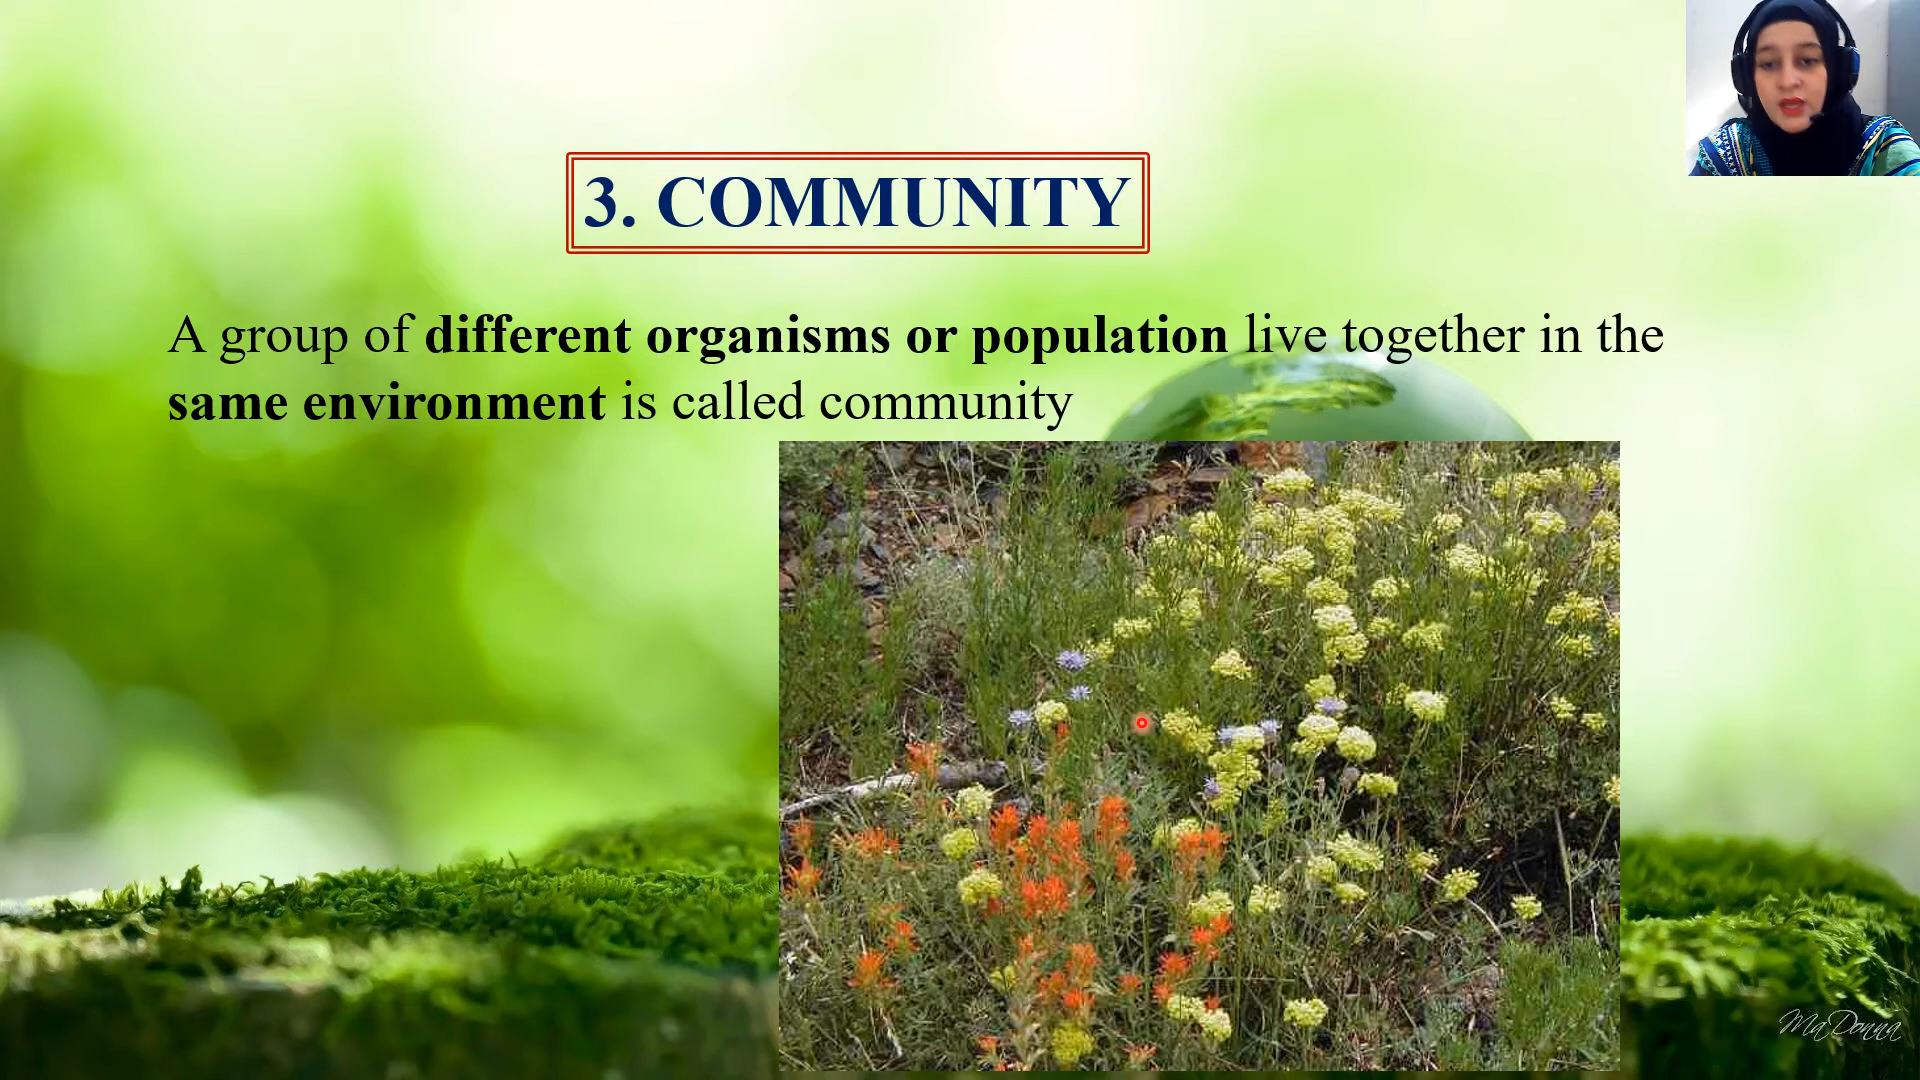 3. COMMUNITY
A group of different organisms or population live together in the
same environment is called community
MaDonna